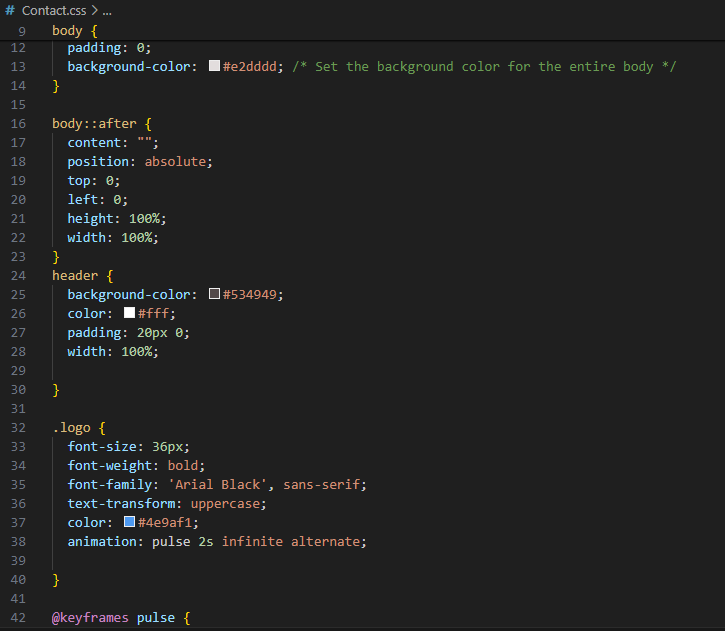 # Contact.css > ...
9 body {
12 padding: 0;
13 background-color: #e2dddd; /* Set the background color for the entire body */
14 }
15
16 body::after {
17 content: "";
18 position: absolute;
19 top: 0;
20 left: 0;
21 height: 100%;
22 width: 100%;
23 }
24 header {
25 background-color: #534949;
26 color: #fff;
27 padding: 20px 0;
28 width: 100%;
29
30 }
31
32 .logo {
33 font-size: 36px;
34 font-weight: bold;
35 font-family: 'Arial Black', sans-serif;
36 text-transform: uppercase;
37 color: #4e9af1;
38 animation: pulse 2s infinite alternate;
39
40 }
41
42 @keyframes pulse {